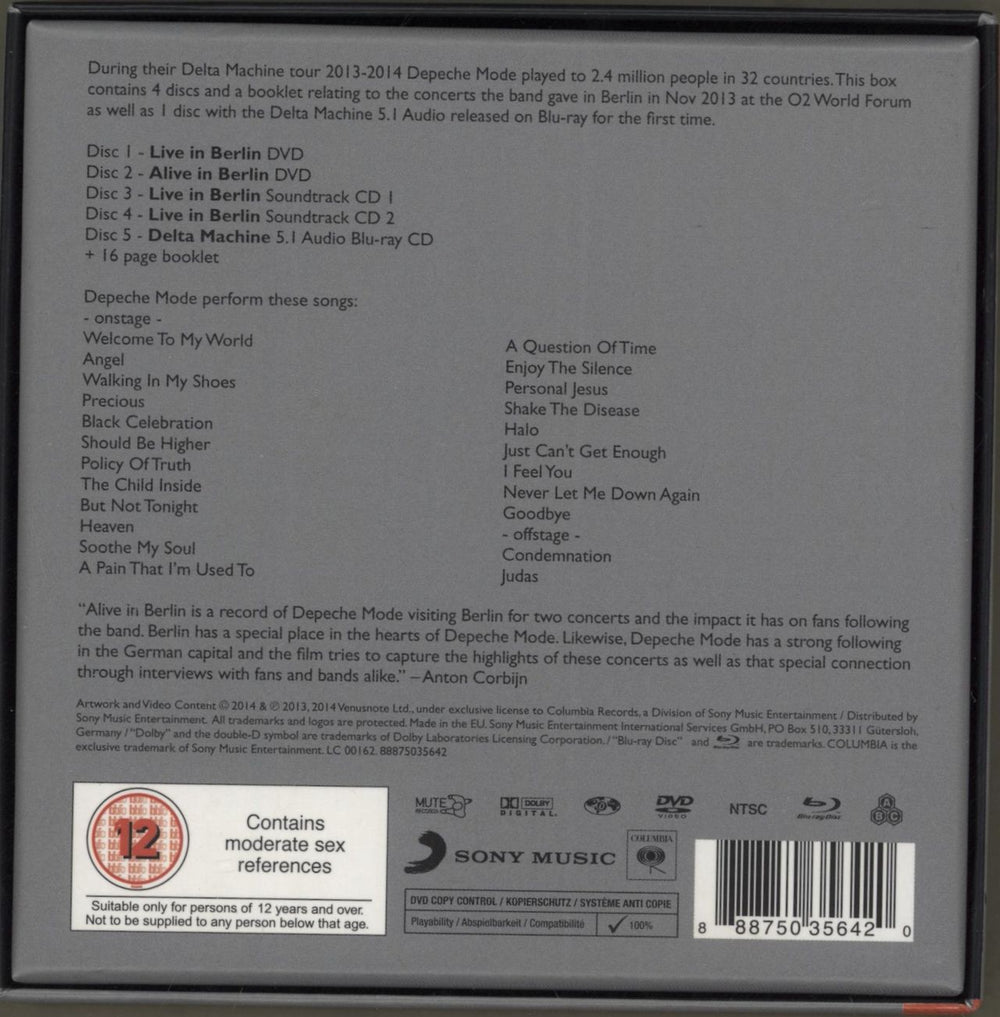 During their Delta Machine tour 2013-2014 Depeche Mode played to 2.4 million people in 32 countries. This box
contains 4 discs and a booklet relating to the concerts the band gave in Berlin in Nov 2013 at the O2 World Forum
as well as 1 disc with the Delta Machine 5.1 Audio released on Blu-ray for the first time.
Disc 1 - Live in Berlin DVD
Disc 2 - Alive in Berlin DVD
Disc 3 - Live in Berlin Soundtrack CD 1
Disc 4 - Live in Berlin Soundtrack CD 2
Disc 5 - Delta Machine 5.1 Audio Blu-ray CD
+ 16 page booklet
Depeche Mode perform these songs:
- onstage -
Welcome To My World
Angel
Walking In My Shoes
Precious
Black Celebration
Should Be Higher
Policy Of Truth
The Child Inside
But Not Tonight
Heaven
Soothe My Soul
A Pain That I'm Used To
A Question Of Time
Enjoy The Silence
Personal Jesus
Shake The Disease
Halo
Just Can't Get Enough
I Feel You
Never Let Me Down Again
Goodbye
- offstage -
Condemnation
Judas
"Alive in Berlin is a record of Depeche Mode visiting Berlin for two concerts and the impact it has on fans following
the band. Berlin has a special place in the hearts of Depeche Mode. Likewise, Depeche Mode has a strong following
in the German capital and the film tries to capture the highlights of these concerts as well as that special connection
through interviews with fans and bands alike." – Anton Corbijn
Artwork and Video Content © 2014 & ℗ 2013, 2014 Venusnote Ltd., under exclusive license to Columbia Records, a Division of Sony Music Entertainment / Distributed by
Sony Music Entertainment. All trademarks and logos are protected. Made in the EU. Sony Music Entertainment International Services GmbH, PO Box 510, 33311 Gütersloh,
Germany / "Dolby" and the double-D symbol are trademarks of Dolby Laboratories Licensing Corporation. / "Blu-ray Disc" and are trademarks. COLUMBIA is the
exclusive trademark of Sony Music Entertainment. LC 00162. 88875035642
12
Contains
moderate sex
references
Suitable only for persons of 12 years and over.
Not to be supplied to any person below that age.
MUTE
RECORDS
DOLBY
DIGITAL
DVD
VIDEO
NTSC
Blu-ray Disc
A
B C
SONY MUSIC
COLUMBIA
DVD COPY CONTROL / KOPIERSCHUTZ / SYSTÈME ANTI COPIE
Playability / Abspielbarkeit / Compatibilité
✓ 100%
8 88750 35642 0